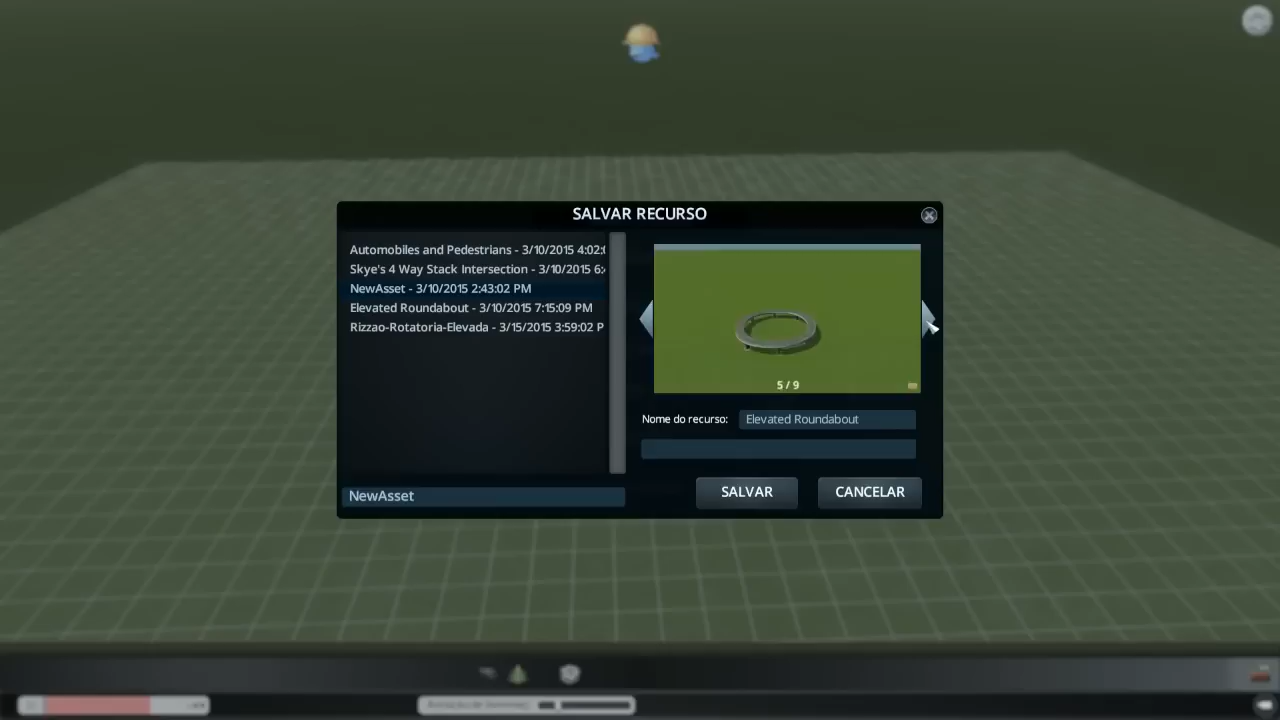 SALVAR RECURSO
Automobiles and Pedestrians - 3/10/2015 4:02:
Skye's 4 Way Stack Intersection - 3/10/2015 6:
NewAsset - 3/10/2015 2:43:02 PM
Elevated Roundabout - 3/10/2015 7:15:09 PM
Rizzao-Rotatoria-Elevada - 3/15/2015 3:59:02 P
NewAsset
5 / 9
Nome do recurso: Elevated Roundabout
SALVAR CANCELAR